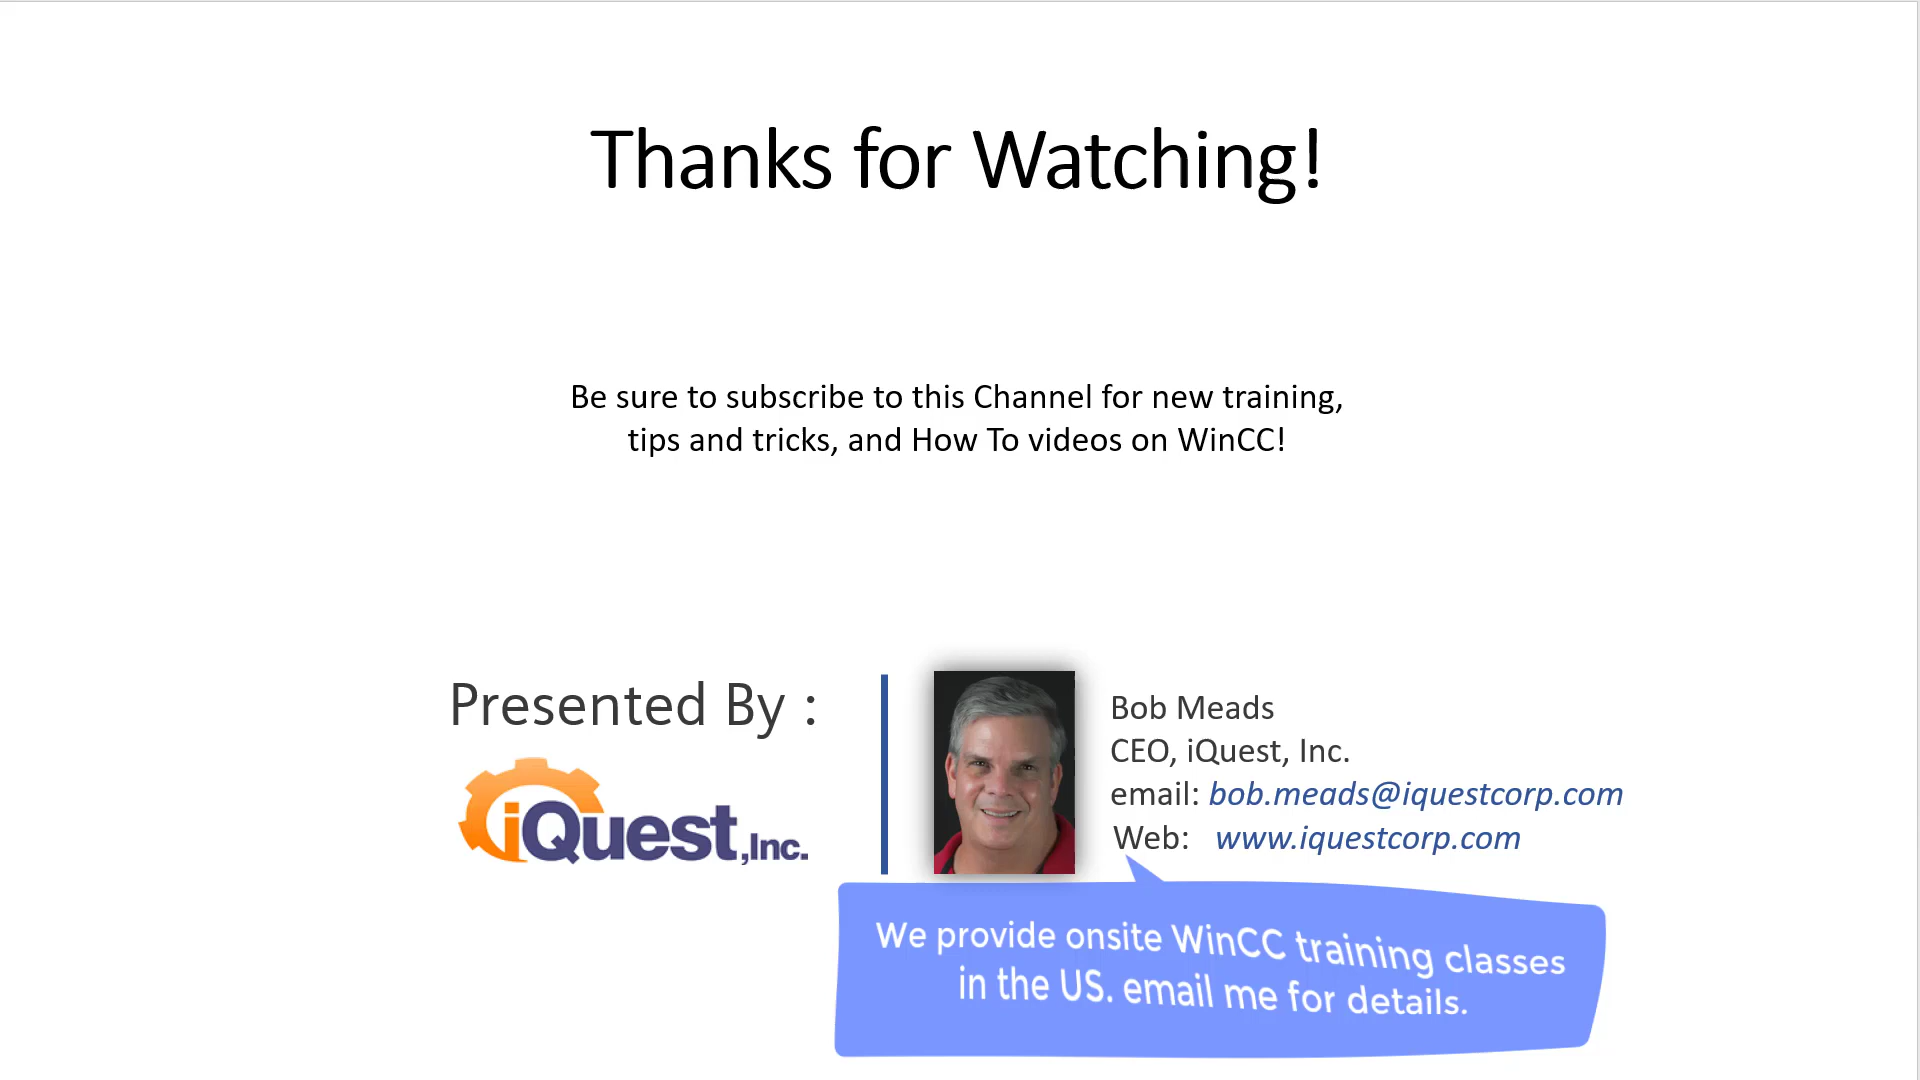 Thanks for Watching!
Be sure to subscribe to this Channel for new training,
tips and tricks, and How To videos on WinCC!
Presented By :
iQuest,Inc.
Bob Meads
CEO, iQuest, Inc.
email: bob.meads@iquestcorp.com
Web: www.iquestcorp.com
We provide onsite WinCC training classes
in the US. email me for details.